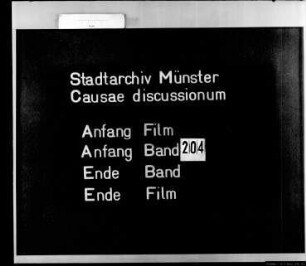 Stadtarchiv Münster
Causae discussionum
Anfang Film
Anfang Band 204
Ende Band
Ende Film